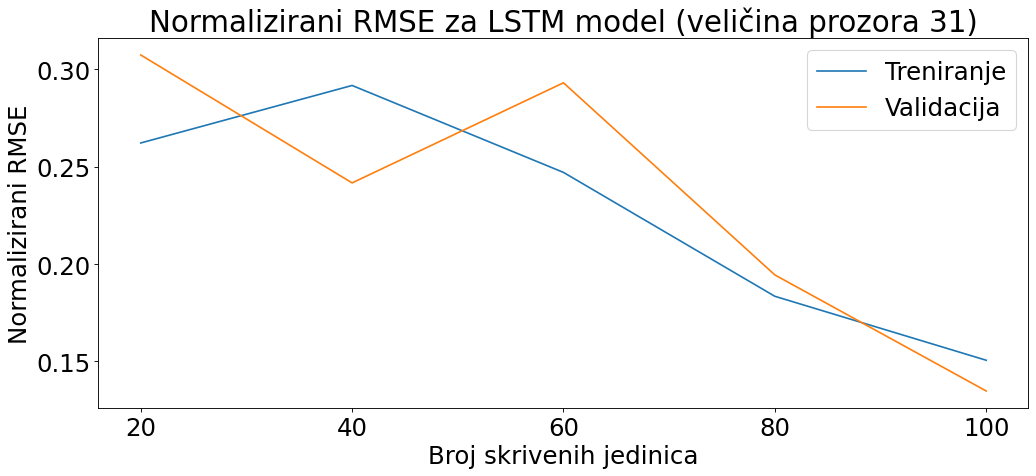 Normalizirani RMSE za LSTM model (veličina prozora 31)
Treniranje
Validacija
Normalizirani RMSE
0.30
0.25
0.20
0.15
20 40 60 80 100
Broj skrivenih jedinica